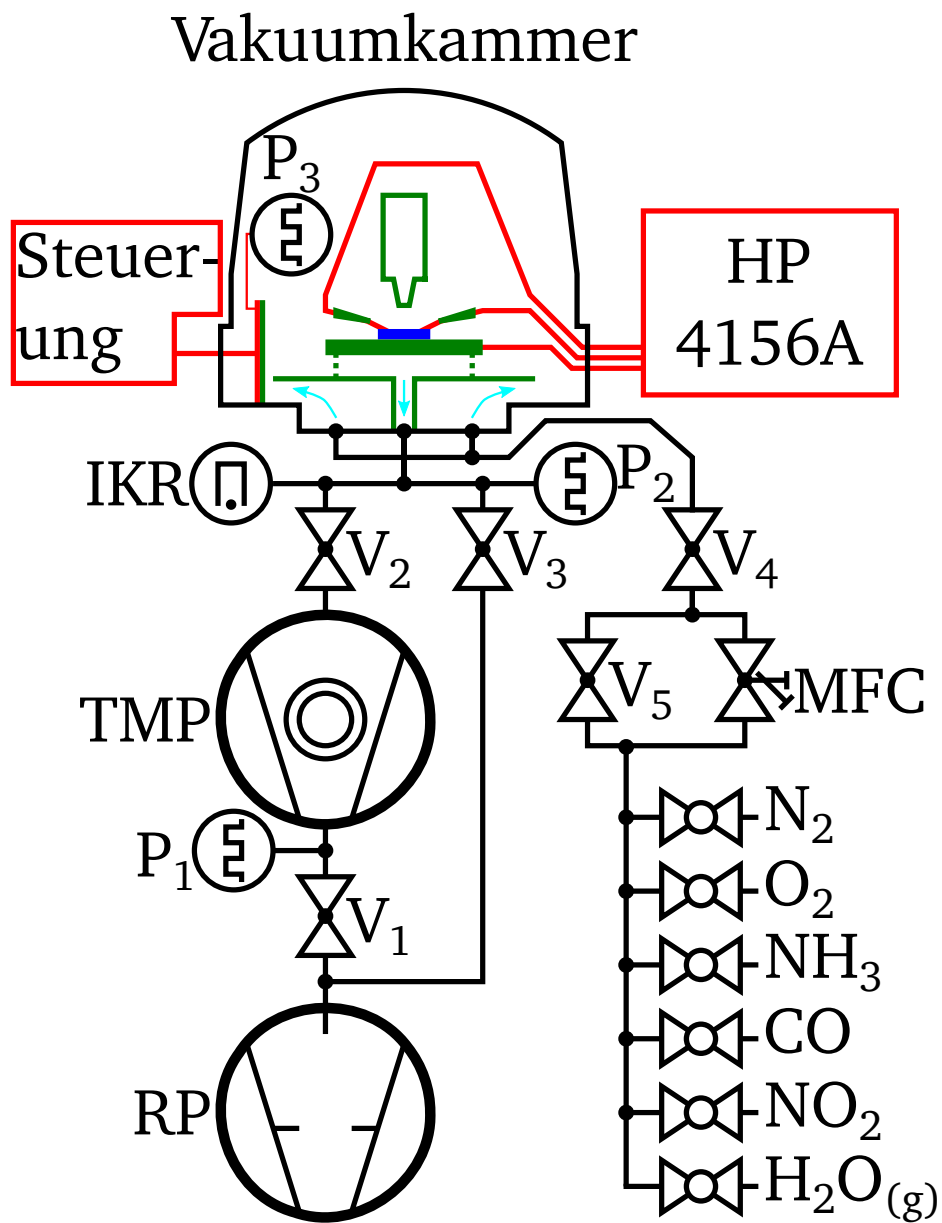 Vakuumkammer
P3
Steuer-
ung
HP
4156A
IKR
P2
V2
V3
V4
TMP
V5
MFC
P1
V1
N2
O2
NH3
CO
RP
NO2
H2O(g)